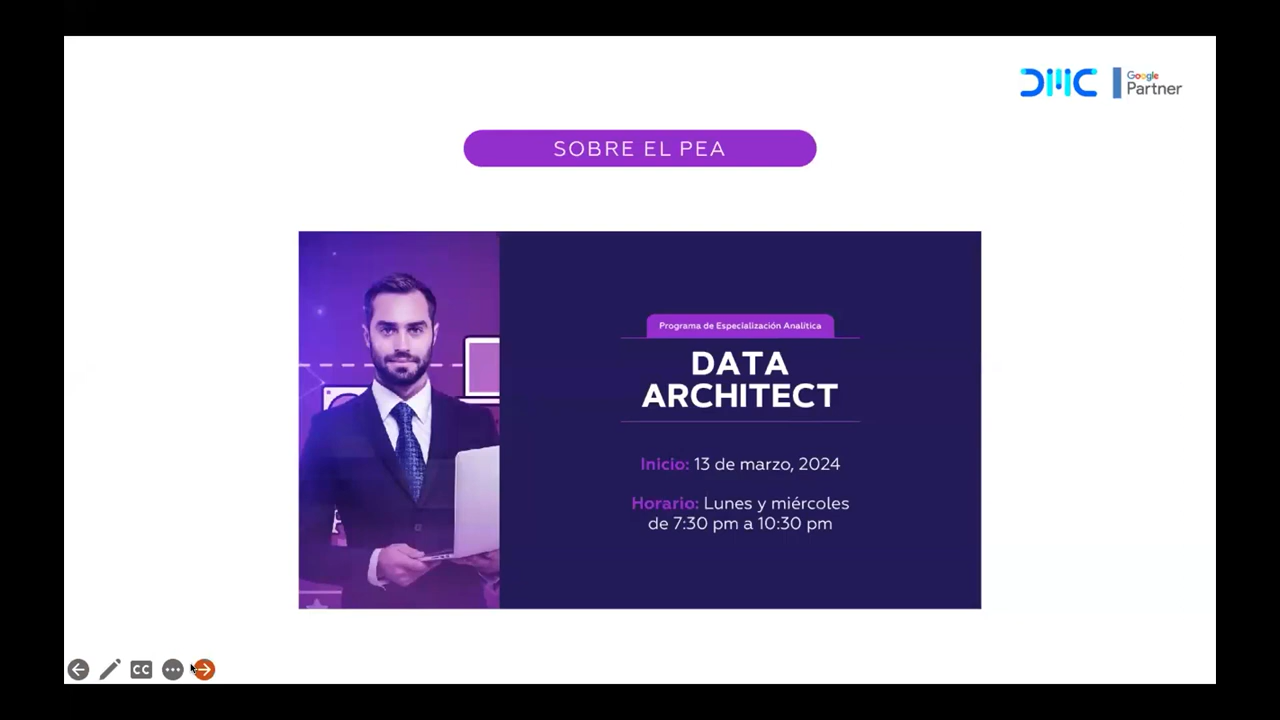 DMC
Google
Partner
SOBRE EL PEA
Programa de Especialización Analítica
DATA
ARCHITECT
Inicio: 13 de marzo, 2024
Horario: Lunes y miércoles
de 7:30 pm a 10:30 pm
CC